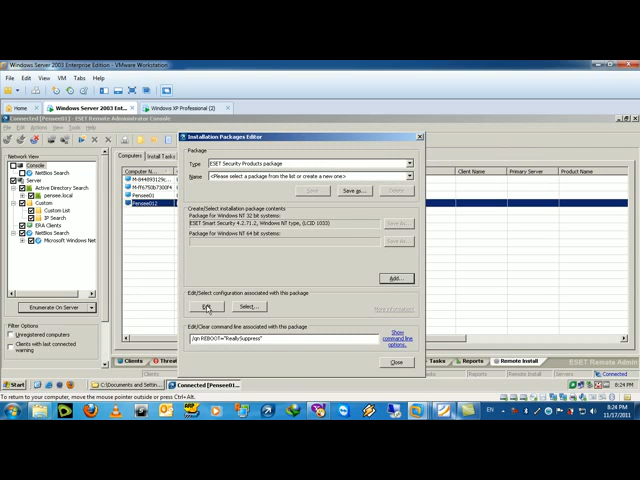 Windows Server 2003 Enterprise Edition - VMware Workstation
File Edit View VM Tabs Help
Home Windows Server 2003 Ent... Windows XP Professional (2)
Connected [Pensee01] - ESET Remote Administrator Console
File Edit Actions View Tools Help
Installation Packages Editor
Network View
Console
NetBios Search
Server
Active Directory Search
pensee.local
Custom
Custom List
IP Search
ERA Clients
NetBios Search
Microsoft Windows Net
Enumerate On Server
Filter Options
Unregistered computers
Clients with last warning
Computers Install Tasks
Computer N...
Pensee01
Pensee012
Client Name Primary Server Product Name
Package
Type ESET Security Products package
Name <Please select a package from the list or create a new one>
Save Save as... Delete
Create/Select installation package contents
Package for Windows NT 32 bit systems:
ESET Smart Security 4.2.71.2, Windows NT type, (LCID 1033)
Save As...
Package for Windows NT 64 bit systems:
Save As...
Add...
Edit/Select configuration associated with this package
Edit Select...
More information
Edit/Clear command line associated with this package
/qn REBOOT="ReallySuppress"
Show command line options.
Close
Clients Threat
Tasks Reports Remote Install
ESET Remote Admin
Connected
Start C:\Documents and Settin... Connected [Pensee01... 8:24 PM
To return to your computer, move the mouse pointer outside or press Ctrl+Alt.
EN
8:24 PM
11/17/2011